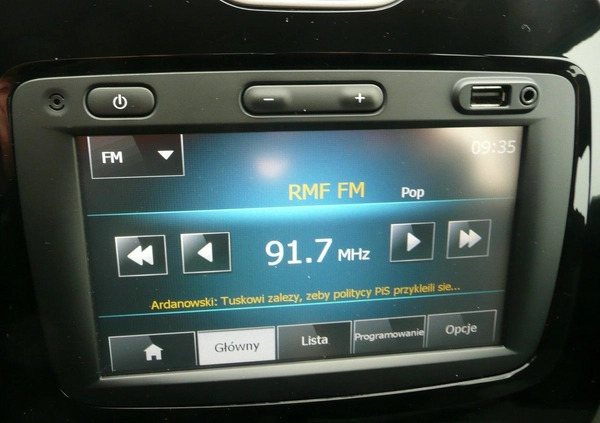 FM
09:35
RMF FM Pop
91.7 MHz
Ardanowski: Tuskowi zalezy, zeby politycy PiS przykleili sie...
Główny Lista Programowanie Opcje